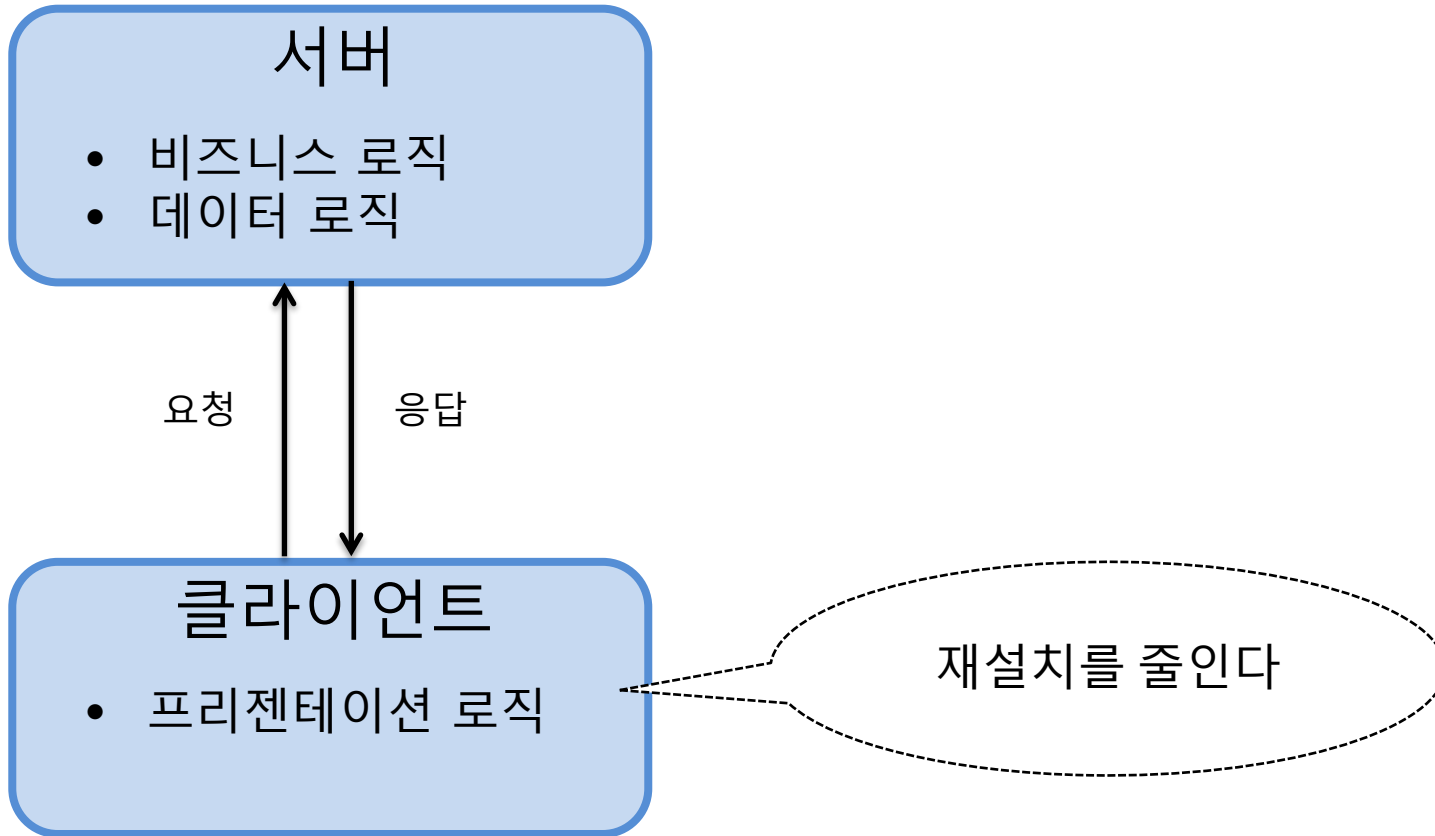 서버
• 비즈니스 로직
• 데이터 로직
요청
응답
클라이언트
• 프리젠테이션 로직
재설치를 줄인다